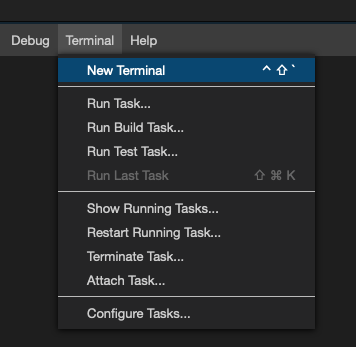 Debug Terminal Help
New Terminal ^ ⇧ `
Run Task...
Run Build Task...
Run Test Task...
Run Last Task ⇧ ⌘ K
Show Running Tasks...
Restart Running Task...
Terminate Task...
Attach Task...
Configure Tasks...